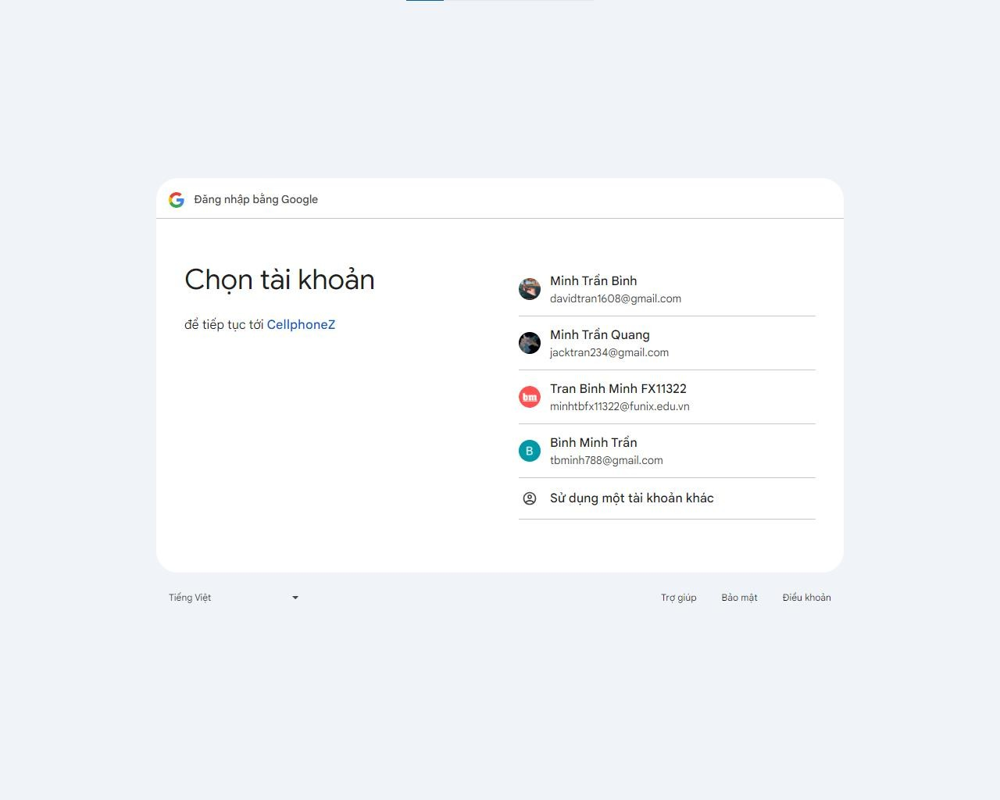 Đăng nhập bằng Google
Chọn tài khoản
để tiếp tục tới CellphoneZ
Minh Trần Bình
davidtran1608@gmail.com
Minh Trần Quang
jacktran234@gmail.com
bm
Tran Binh Minh FX11322
minhtbfx11322@funix.edu.vn
B
Bình Minh Trần
tbminh788@gmail.com
Sử dụng một tài khoản khác
Tiếng Việt
Trợ giúp
Bảo mật
Điều khoản